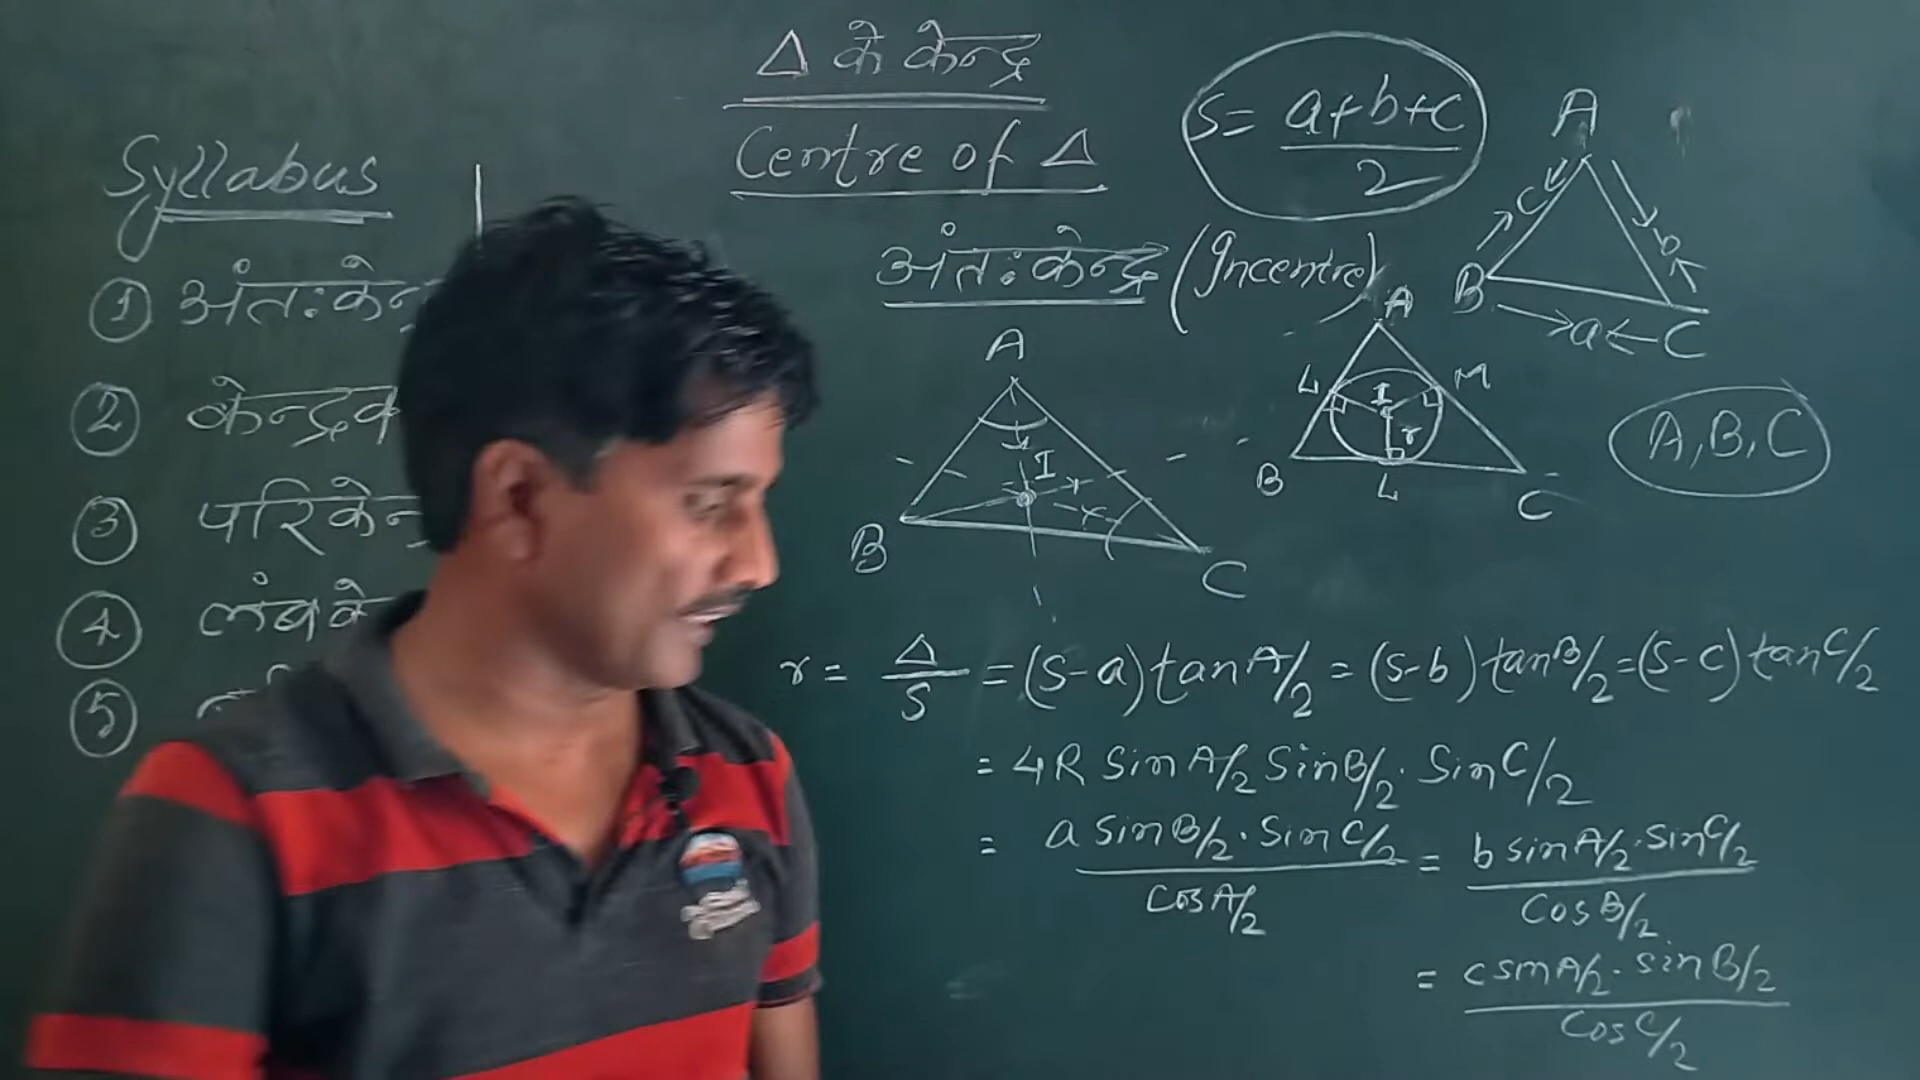 Δ के केन्द्र
Centre of Δ
S = a+b+c / 2
Syllabus
① अंतःकेन्
② केन्द्रक
③ परिकेन्
④ लंबके
⑤
अंतःकेन्द्र (Incentre)
A
B
C
c
b
→a←
A
B
C
I
A
L
M
I
r
B
L
C
A, B, C
r = Δ/S = (S-a) tan A/2 = (S-b) tan B/2 = (S-c) tan C/2
= 4R Sin A/2 Sin B/2 . Sin C/2
= a sin B/2 . sin C/2 / cos A/2 = b sin A/2 . sin C/2 / cos B/2
= c sin A/2 . sin B/2 / cos C/2